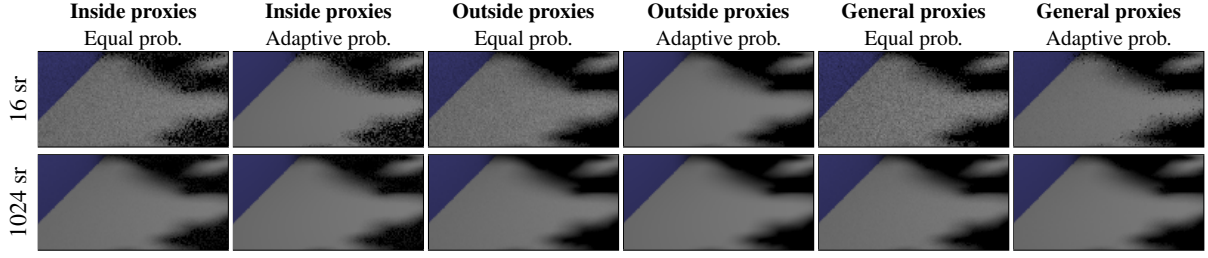 Inside proxies Inside proxies Outside proxies Outside proxies General proxies General proxies
Equal prob. Adaptive prob. Equal prob. Adaptive prob. Equal prob. Adaptive prob.
16 sr
1024 sr